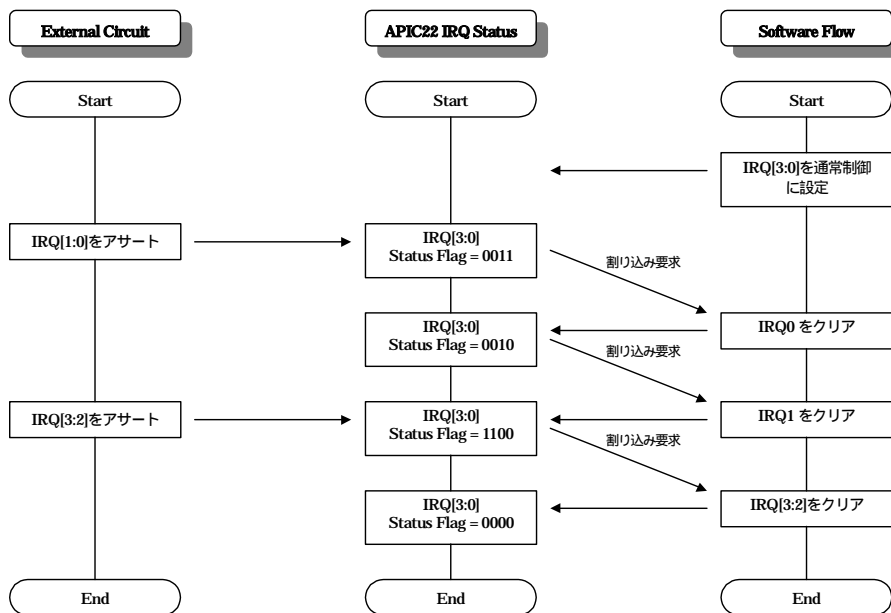 External Circuit
APIC22 IRQ Status
Software Flow
Start
Start
Start
IRQ[3:0]を通常制御
に設定
IRQ[1:0]をアサート
IRQ[3:0]
Status Flag = 0011
割り込み要求
IRQ[3:0]
Status Flag = 0010
IRQ0 をクリア
割り込み要求
IRQ[3:2]をアサート
IRQ[3:0]
Status Flag = 1100
IRQ1 をクリア
割り込み要求
IRQ[3:0]
Status Flag = 0000
IRQ[3:2]をクリア
End
End
End